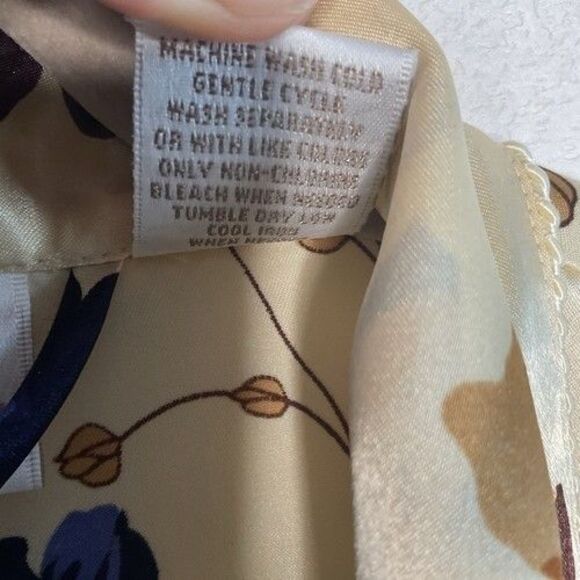 MACHINE WASH COLD
GENTLE CYCLE
WASH SEPARATELY
OR WITH LIKE COLORS
ONLY NON-CHLORINE
BLEACH WHEN NEEDED
TUMBLE DRY LOW
COOL IRON
WHEN NEEDED